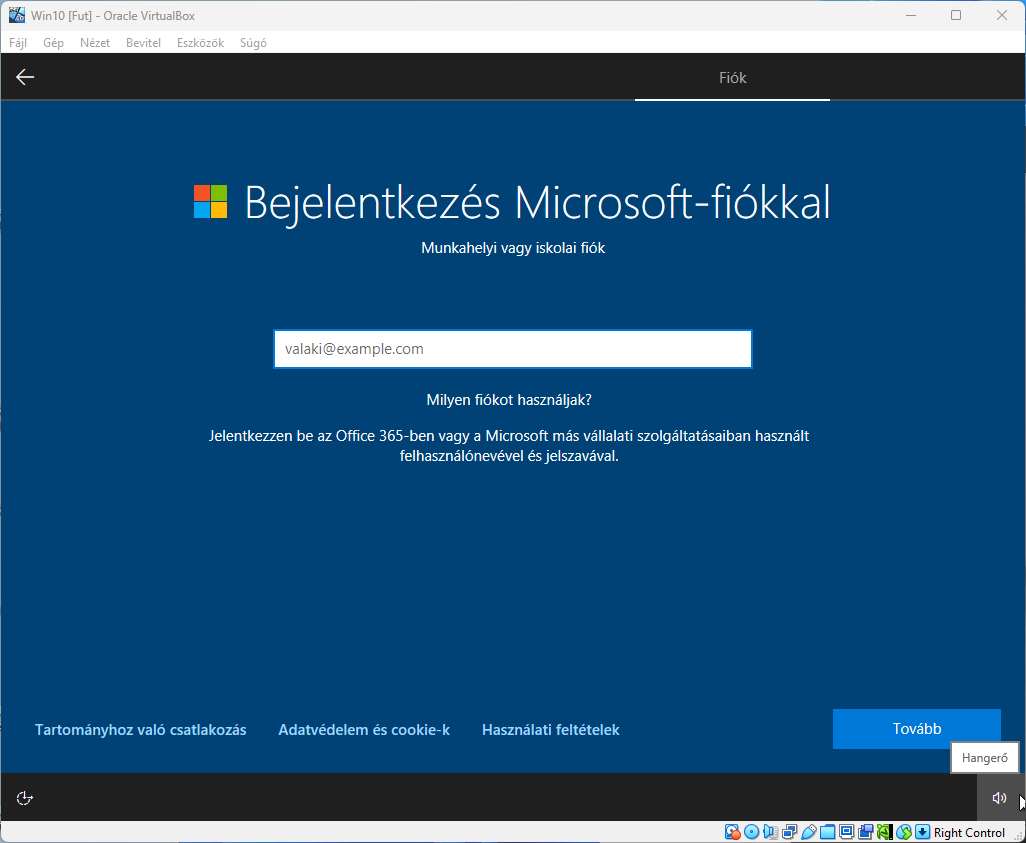 Win10 [Fut] - Oracle VirtualBox
Fájl Gép Nézet Bevitel Eszközök Súgó
Fiók
Bejelentkezés Microsoft-fiókkal
Munkahelyi vagy iskolai fiók
valaki@example.com
Milyen fiókot használjak?
Jelentkezzen be az Office 365-ben vagy a Microsoft más vállalati szolgáltatásaiban használt
felhasználónevével és jelszavával.
Tartományhoz való csatlakozás Adatvédelem és cookie-k Használati feltételek Tovább
Hangerő
Right Control